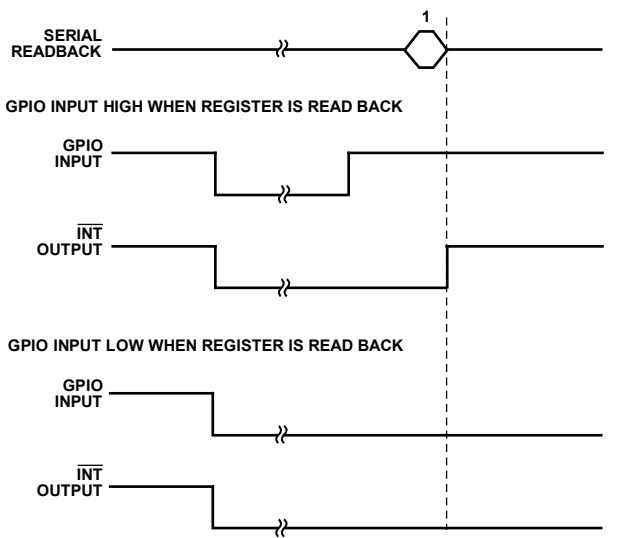 1
SERIAL
READBACK
GPIO INPUT HIGH WHEN REGISTER IS READ BACK
GPIO
INPUT
INT
OUTPUT
GPIO INPUT LOW WHEN REGISTER IS READ BACK
GPIO
INPUT
INT
OUTPUT